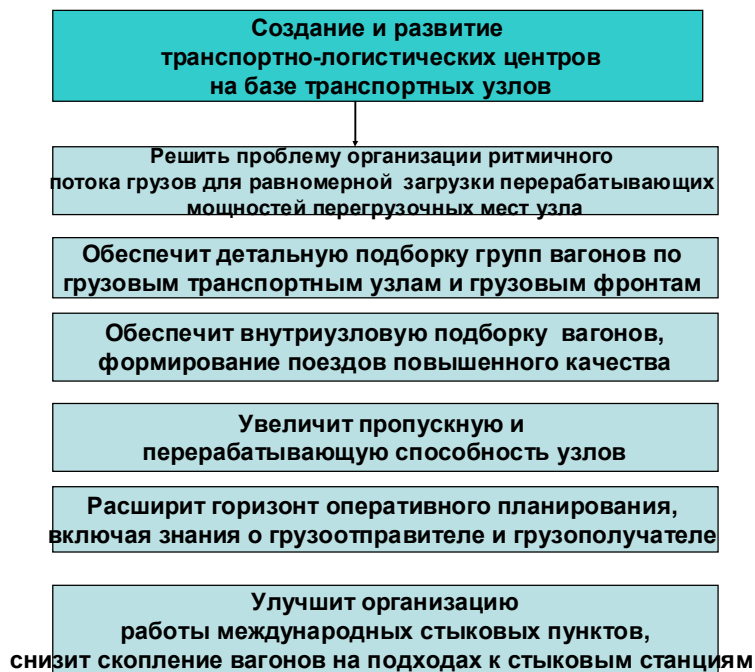 Создание и развитие
транспортно-логистических центров
на базе транспортных узлов
Решить проблему организации ритмичного
потока грузов для равномерной загрузки перерабатывающих
мощностей перегрузочных мест узла
Обеспечит детальную подборку групп вагонов по
грузовым транспортным узлам и грузовым фронтам
Обеспечит внутриузловую подборку вагонов,
формирование поездов повышенного качества
Увеличит пропускную и
перерабатывающую способность узлов
Расширит горизонт оперативного планирования,
включая знания о грузоотправителе и грузополучателе
Улучшит организацию
работы международных стыковых пунктов,
снизит скопление вагонов на подходах к стыковым станциям